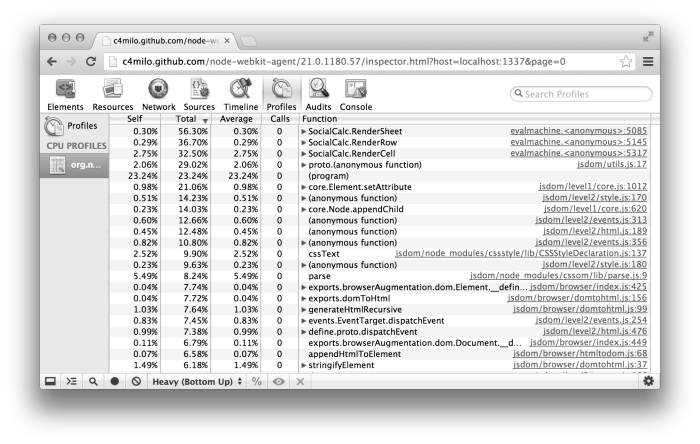 c4milo.github.com/node-we
c4milo.github.com/node-webkit-agent/21.0.1180.57/inspector.html?host=localhost:1337&page=0
Elements Resources Network Sources Timeline Profiles Audits Console
Search Profiles
Profiles
CPU PROFILES
org.n...
Self Total Average Calls Function
0.30% 56.30% 0.30% 0 SocialCalc.RenderSheet evalmachine.<anonymous>:5085
0.29% 36.70% 0.29% 0 SocialCalc.RenderRow evalmachine.<anonymous>:5145
2.75% 32.50% 2.75% 0 SocialCalc.RenderCell evalmachine.<anonymous>:5317
2.06% 29.02% 2.06% 0 proto.(anonymous function) jsdom/utils.js:17
23.24% 23.24% 23.24% 0 (program)
0.98% 21.06% 0.98% 0 core.Element.setAttribute jsdom/level1/core.js:1012
0.51% 14.23% 0.51% 0 (anonymous function) jsdom/level2/style.js:170
0.23% 14.03% 0.23% 0 core.Node.appendChild jsdom/level1/core.js:620
0.60% 12.66% 0.60% 0 (anonymous function) jsdom/level2/events.js:313
0.45% 12.48% 0.45% 0 (anonymous function) jsdom/level2/html.js:189
0.82% 10.80% 0.82% 0 (anonymous function) jsdom/level2/events.js:356
2.52% 9.90% 2.52% 0 cssText jsdom/node_modules/cssstyle/lib/CSSStyleDeclaration.js:137
0.23% 9.63% 0.23% 0 (anonymous function) jsdom/level2/style.js:180
5.49% 8.24% 5.49% 0 parse jsdom/node_modules/cssom/lib/parse.js:9
0.04% 7.74% 0.04% 0 exports.browserAugmentation.dom.Element.__defin... jsdom/browser/index.js:425
0.04% 7.72% 0.04% 0 exports.domToHtml jsdom/browser/domtohtml.js:156
1.03% 7.64% 1.03% 0 generateHtmlRecursive jsdom/browser/domtohtml.js:99
0.83% 7.45% 0.83% 0 events.EventTarget.dispatchEvent jsdom/level2/events.js:254
0.99% 7.38% 0.99% 0 define.proto.dispatchEvent jsdom/level2/html.js:476
0.11% 6.79% 0.11% 0 exports.browserAugmentation.dom.Document.__d... jsdom/browser/index.js:449
0.07% 6.58% 0.07% 0 appendHtmlToElement jsdom/browser/htmltodom.js:68
1.49% 6.18% 1.49% 0 stringifyElement jsdom/browser/domtohtml.js:37
Heavy (Bottom Up) %